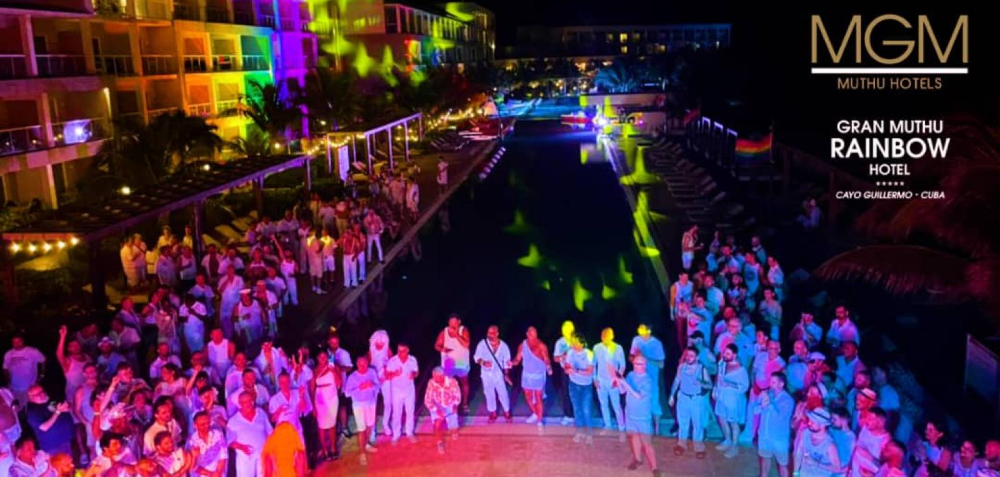 MGM
MUTHU HOTELS
GRAN MUTHU
RAINBOW
HOTEL
★★★★★
CAYO GUILLERMO - CUBA